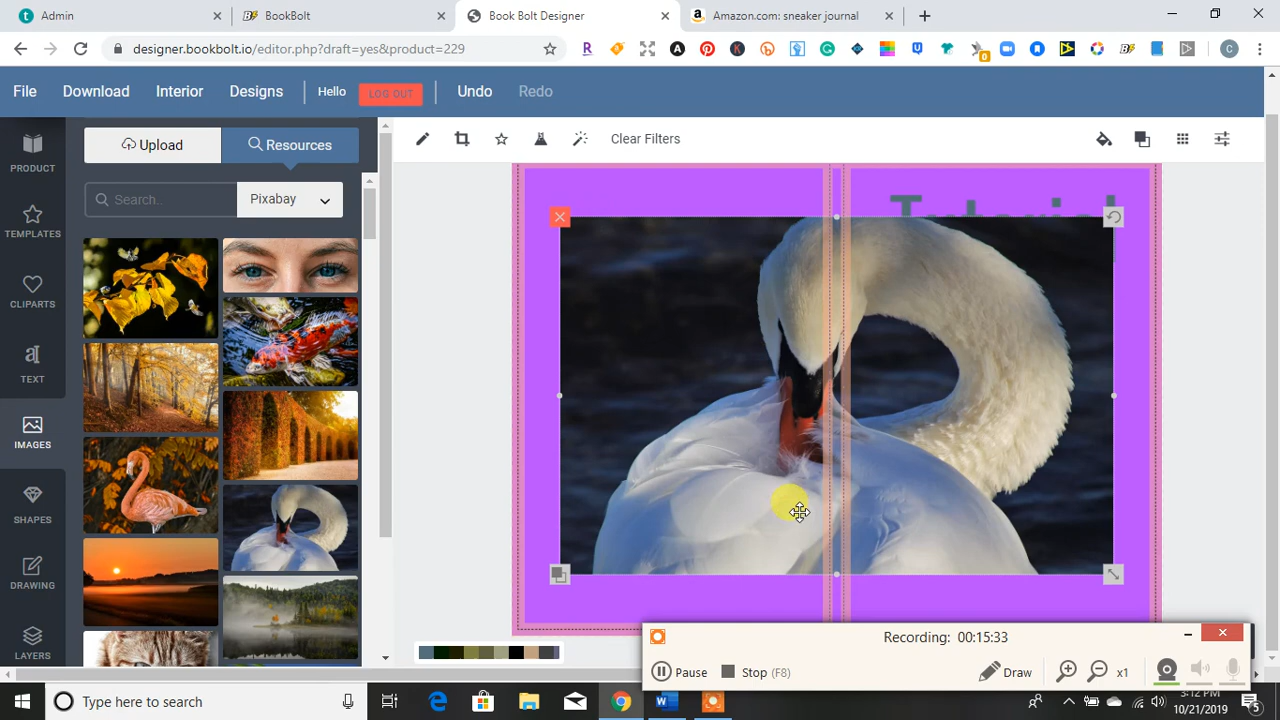 Admin
BookBolt
Book Bolt Designer
Amazon.com: sneaker journal
designer.bookbolt.io/editor.php?draft=yes&product=229
File
Download
Interior
Designs
Hello
LOG OUT
Undo
Redo
PRODUCT
TEMPLATES
CLIPARTS
TEXT
IMAGES
SHAPES
DRAWING
LAYERS
Upload
Resources
Search..
Pixabay
Clear Filters
Recording: 00:15:33
Pause
Stop (F8)
Draw
x1
Type here to search
3:12 PM
10/21/2019